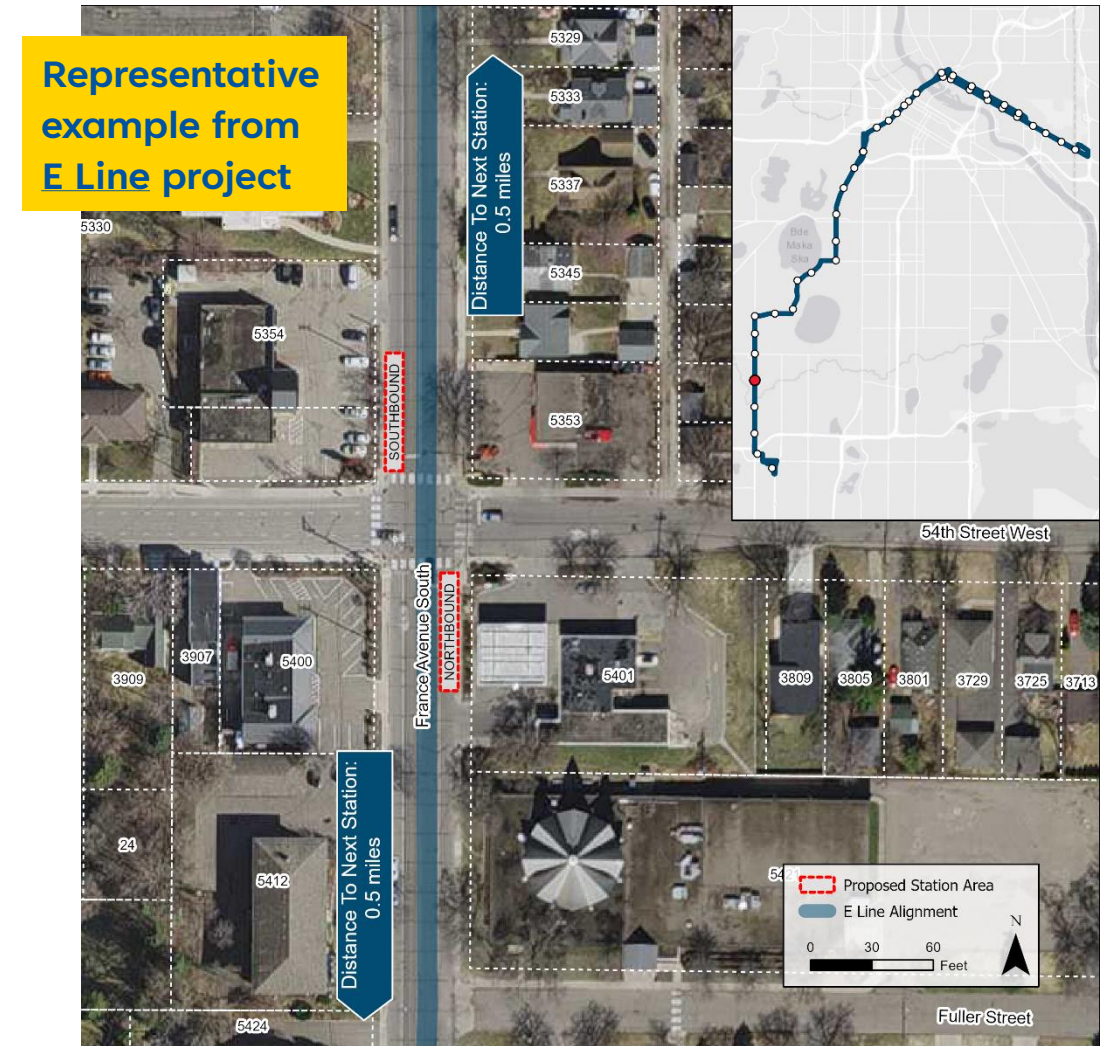 Representative
example from
E Line project
5329
5333
5337
5345
5330
5354
5353
Distance To Next Station:
0.5 miles
SOUTHBOUND
Bde
Maka
Ska
54th Street West
France Avenue South
NORTHBOUND
3907
3909
5400
5401
3809
3805
3801
3729
3725
3713
24
5412
5424
Distance To Next Station:
0.5 miles
Proposed Station Area
E Line Alignment
N
0 30 60
Feet
Fuller Street